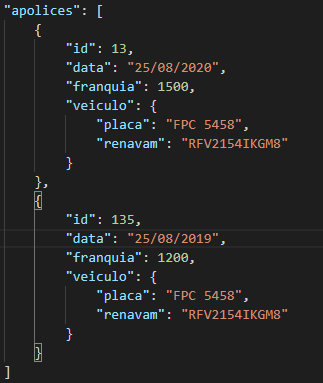 "apolices": [
{
"id": 13,
"data": "25/08/2020",
"franquia": 1500,
"veiculo": {
"placa": "FPC 5458",
"renavam": "RFV2154IKGM8"
}
},
{
"id": 135,
"data": "25/08/2019",
"franquia": 1200,
"veiculo": {
"placa": "FPC 5458",
"renavam": "RFV2154IKGM8"
}
}
]